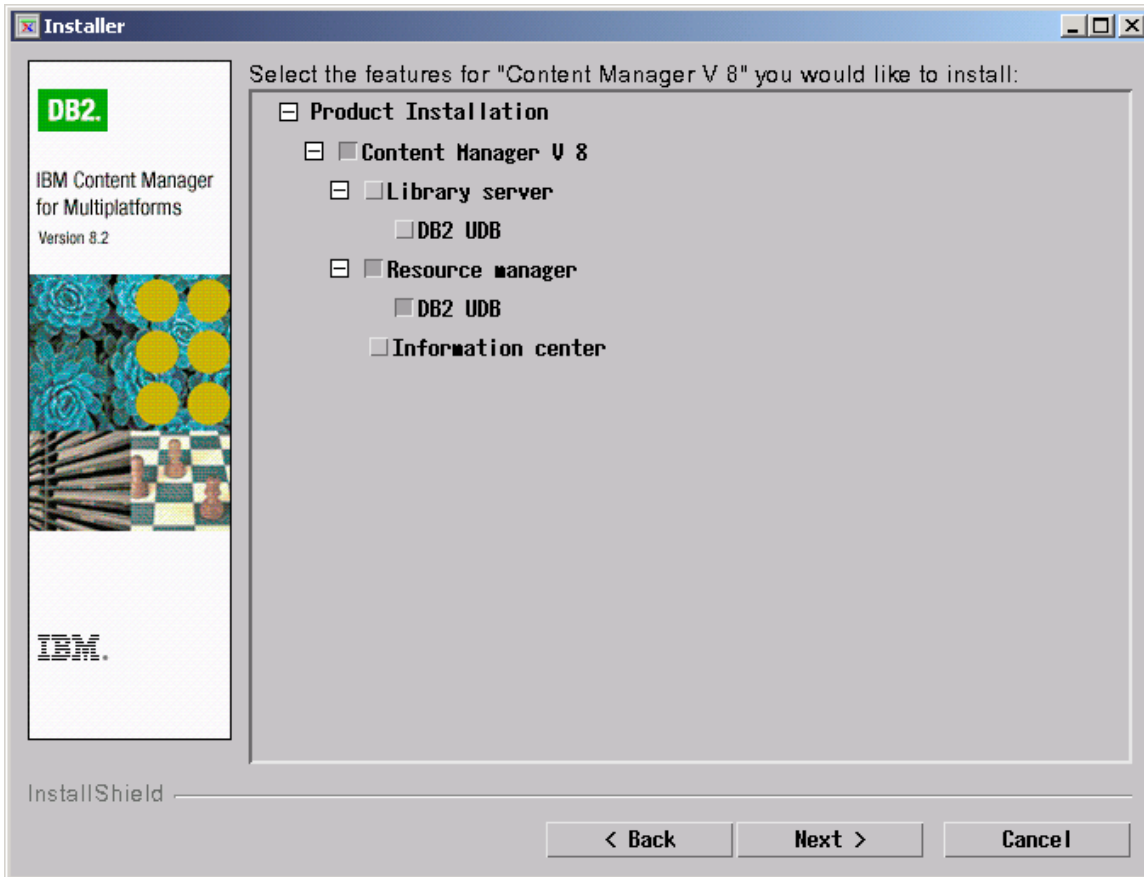 Installer
DB2.
IBM Content Manager
for Multiplatforms
Version 8.2
IBM.
Select the features for "Content Manager V 8" you would like to install:
Product Installation
Content Manager V 8
Library server
DB2 UDB
Resource manager
DB2 UDB
Information center
InstallShield
< Back
Next >
Cancel